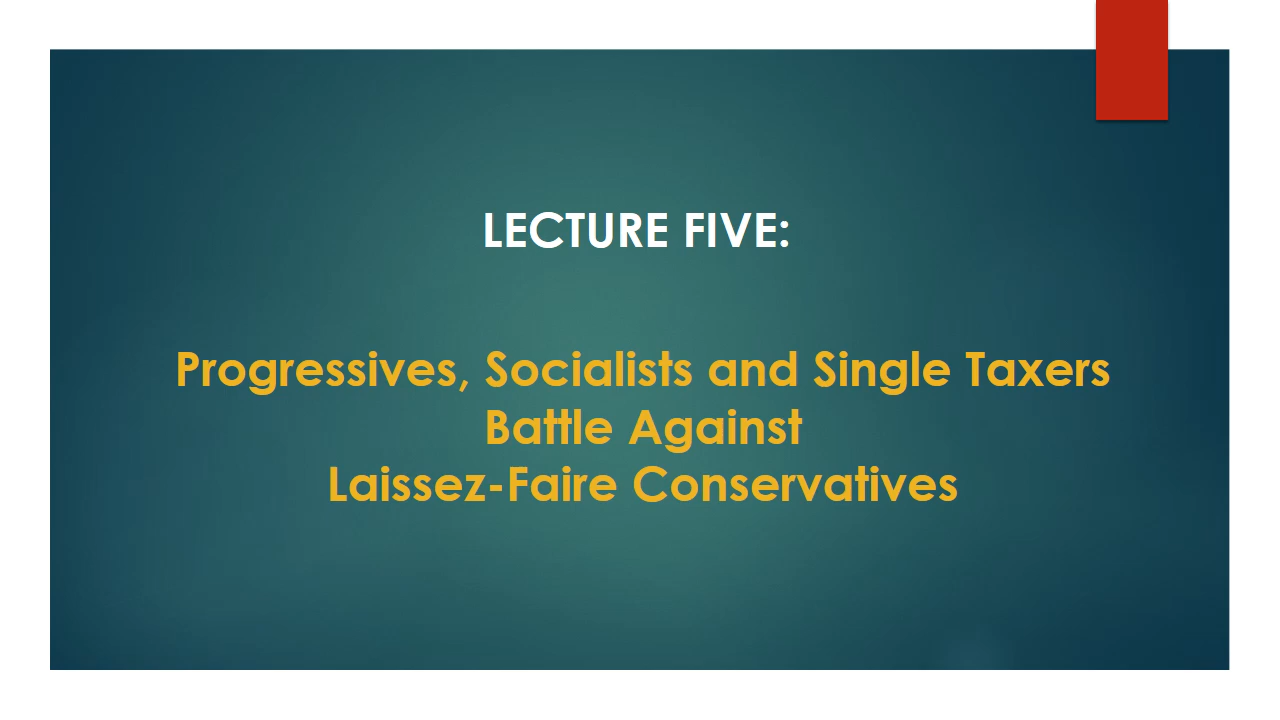 LECTURE FIVE:
Progressives, Socialists and Single Taxers
Battle Against
Laissez-Faire Conservatives